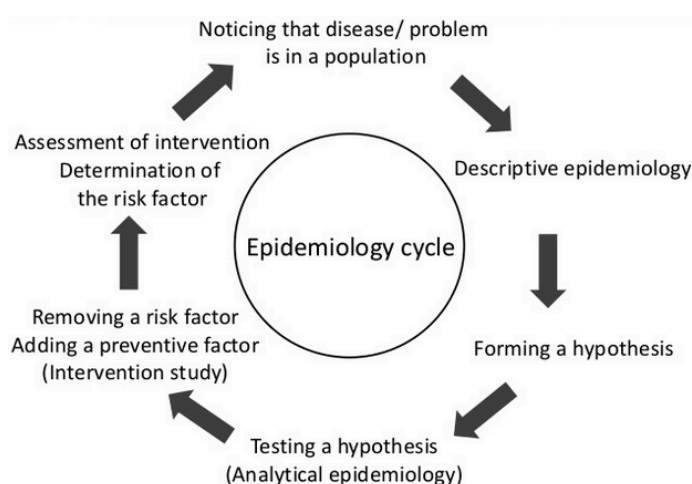 Noticing that disease/ problem
is in a population
Descriptive epidemiology
Forming a hypothesis
Testing a hypothesis
(Analytical epidemiology)
Removing a risk factor
Adding a preventive factor
(Intervention study)
Assessment of intervention
Determination of
the risk factor
Epidemiology cycle